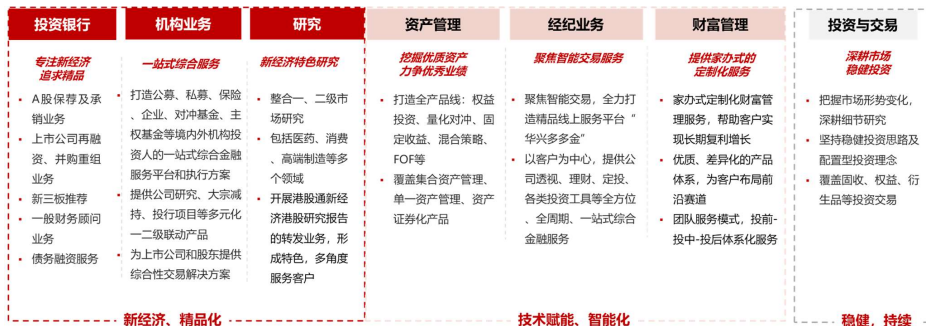 投资银行
专注新经济
追求精品
• A股保荐及承
销业务
• 上市公司再融
资、并购重组
业务
• 新三板推荐
• 一般财务顾问
业务
• 债务融资服务
机构业务
一站式综合服务
• 打造公募、私募、保险
、企业、对冲基金、主
权基金等境内外机构投
资人的一站式综合金融
服务平台和执行方案
• 提供公司研究、大宗减
持、投行项目等多元化
一二级联动产品
• 为上市公司和股东提供
综合性交易解决方案
研究
新经济特色研究
• 整合一、二级市
场研究
• 包括医药、消费
、高端制造等多
个领域
• 开展港股通新经
济港股研究报告
的转发业务，形
成特色，多角度
服务客户
新经济、精品化
资产管理
挖掘优质资产
力争优秀业绩
• 打造全产品线：权益
投资、量化对冲、固
定收益、混合策略、
FOF等
• 覆盖集合资产管理、
单一资产管理、资产
证券化产品
经纪业务
聚焦智能交易服务
• 聚焦智能交易，全力打
造精品线上服务平台“
华兴多多金”
• 以客户为中心，提供公
司透视、理财、定投、
各类投资工具等全方位
、全周期、一站式综合
金融服务
财富管理
提供家办式的
定制化服务
• 家办式定制化财富管
理服务，帮助客户实
现长期复利增长
• 优质、差异化的产品
体系，为客户布局前
沿赛道
• 团队服务模式，投前-
投中-投后体系化服务
技术赋能、智能化
投资与交易
深耕市场
稳健投资
• 把握市场形势变化，
深耕细节研究
• 坚持稳健投资思路及
配置型投资理念
• 覆盖固收、权益、衍
生品等投资交易
稳健，持续